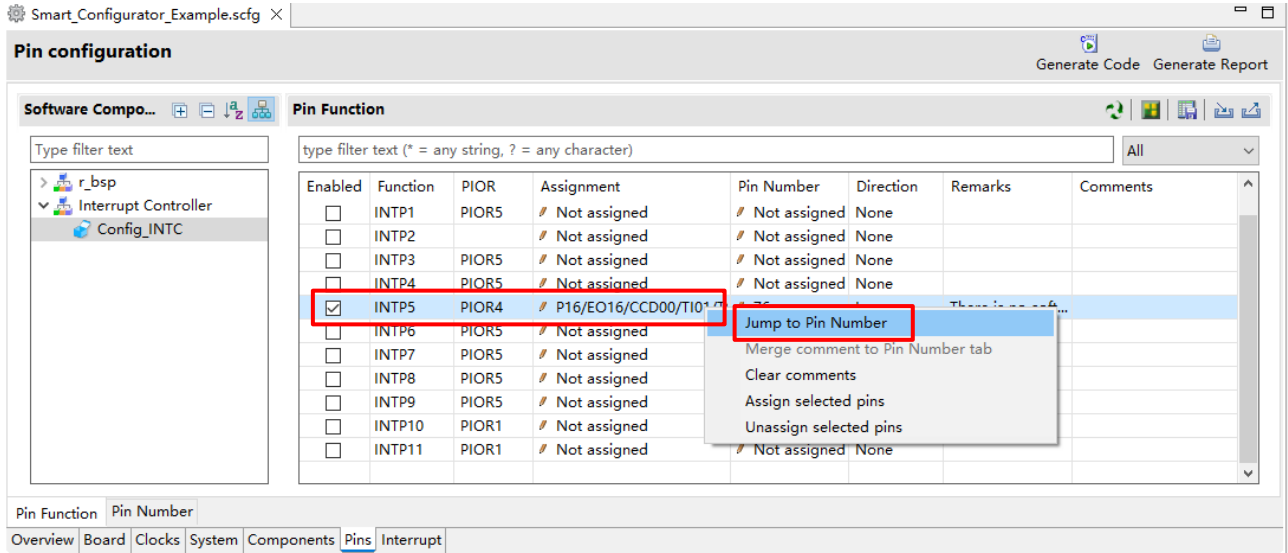 Smart_Configurator_Example.scfg
Pin configuration
Generate Code Generate Report
Software Compo...
Pin Function
Type filter text
type filter text (* = any string, ? = any character)
All
r_bsp
Interrupt Controller
Config_INTC
Enabled Function PIOR Assignment Pin Number Direction Remarks Comments
INTP1 PIOR5 Not assigned Not assigned None
INTP2 Not assigned Not assigned None
INTP3 PIOR5 Not assigned Not assigned None
INTP4 PIOR5 Not assigned Not assigned None
INTP5 PIOR4 P16/EO16/CCD00/TI01/
INTP6 PIOR5 Not assigned
INTP7 PIOR5 Not assigned
INTP8 PIOR5 Not assigned
INTP9 PIOR5 Not assigned
INTP10 PIOR1 Not assigned
INTP11 PIOR1 Not assigned Not assigned None
Jump to Pin Number
Merge comment to Pin Number tab
Clear comments
Assign selected pins
Unassign selected pins
Pin Function Pin Number
Overview Board Clocks System Components Pins Interrupt